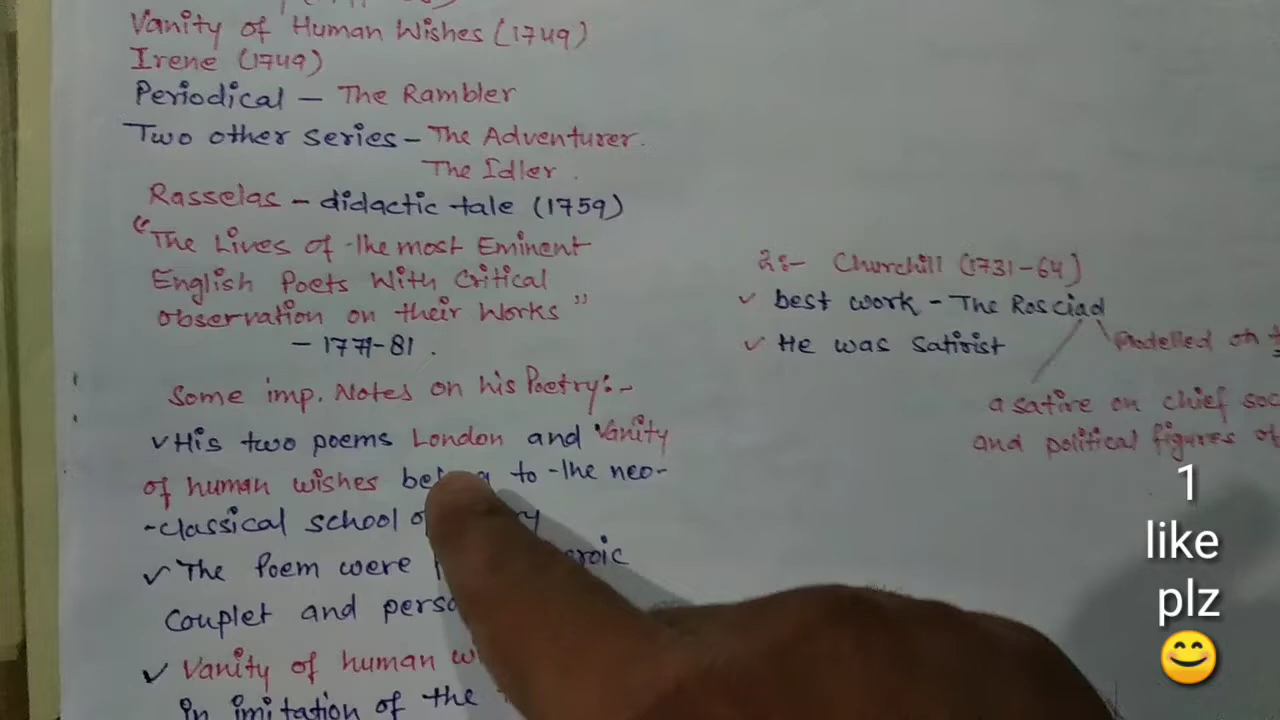 Vanity of Human Wishes (1749)
Irene (1749)
Periodical – The Rambler
Two other series – The Adventurer.
The Idler.
Rasselas – didactic tale (1759)
"The Lives of the most Eminent
English Poets With Critical
Observation on their Works"
– 1777-81.
Some imp. Notes on his Poetry:-
✓ His two poems London and Vanity
of human wishes to the neo-
-classical school
✓ The Poem were
Couplet and
✓ Vanity of human
in imitation of the
2:- Churchill (1731-64)
✓ best work – The Rosciad
✓ He was Satirist
Modelled on
a satire on chief
and political figures of
1
like
plz
😊